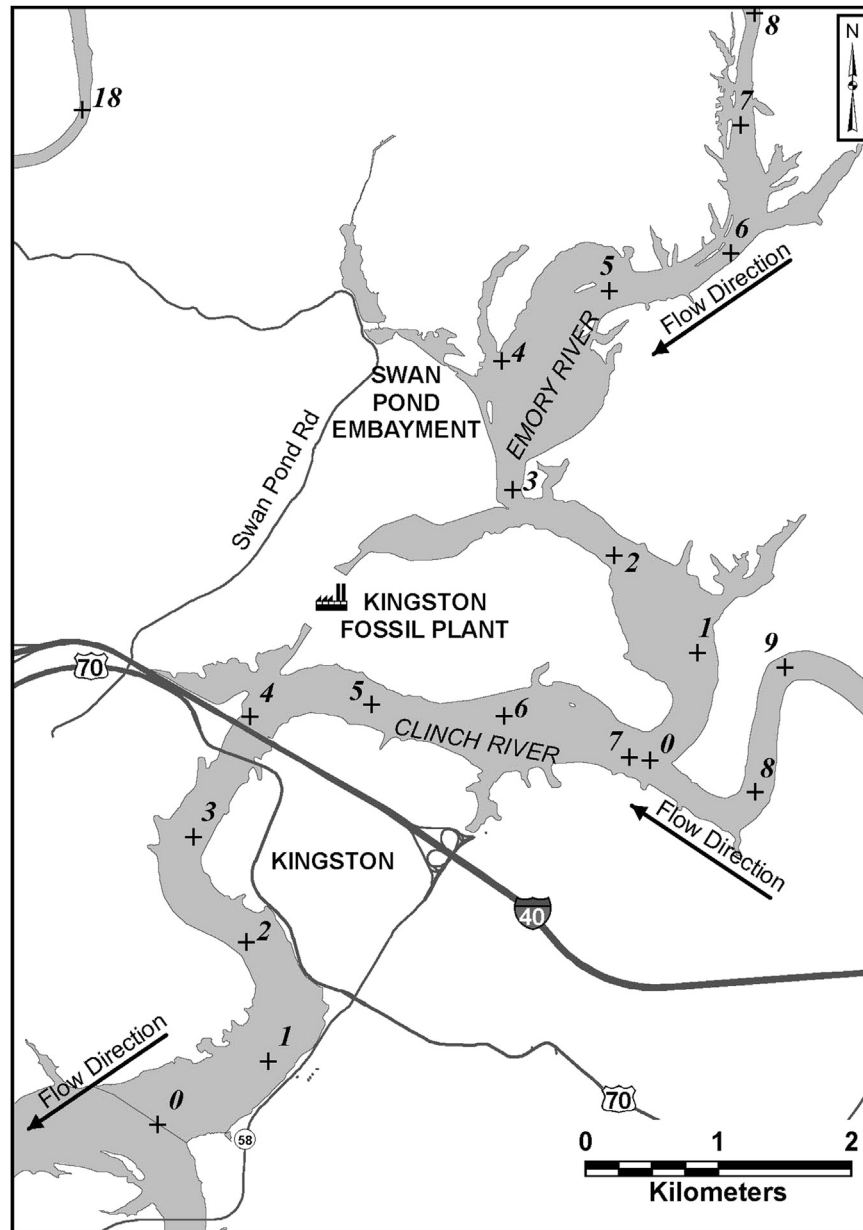 8
N
18
7
6
5
Flow Direction
4
EMORY RIVER
SWAN
POND
EMBAYMENT
Swan Pond Rd
3
2
KINGSTON
FOSSIL PLANT
1
9
70
4
5
6
CLINCH RIVER
7
0
8
Flow Direction
3
KINGSTON
40
2
1
Flow Direction
0
70
58
0
1
2
Kilometers